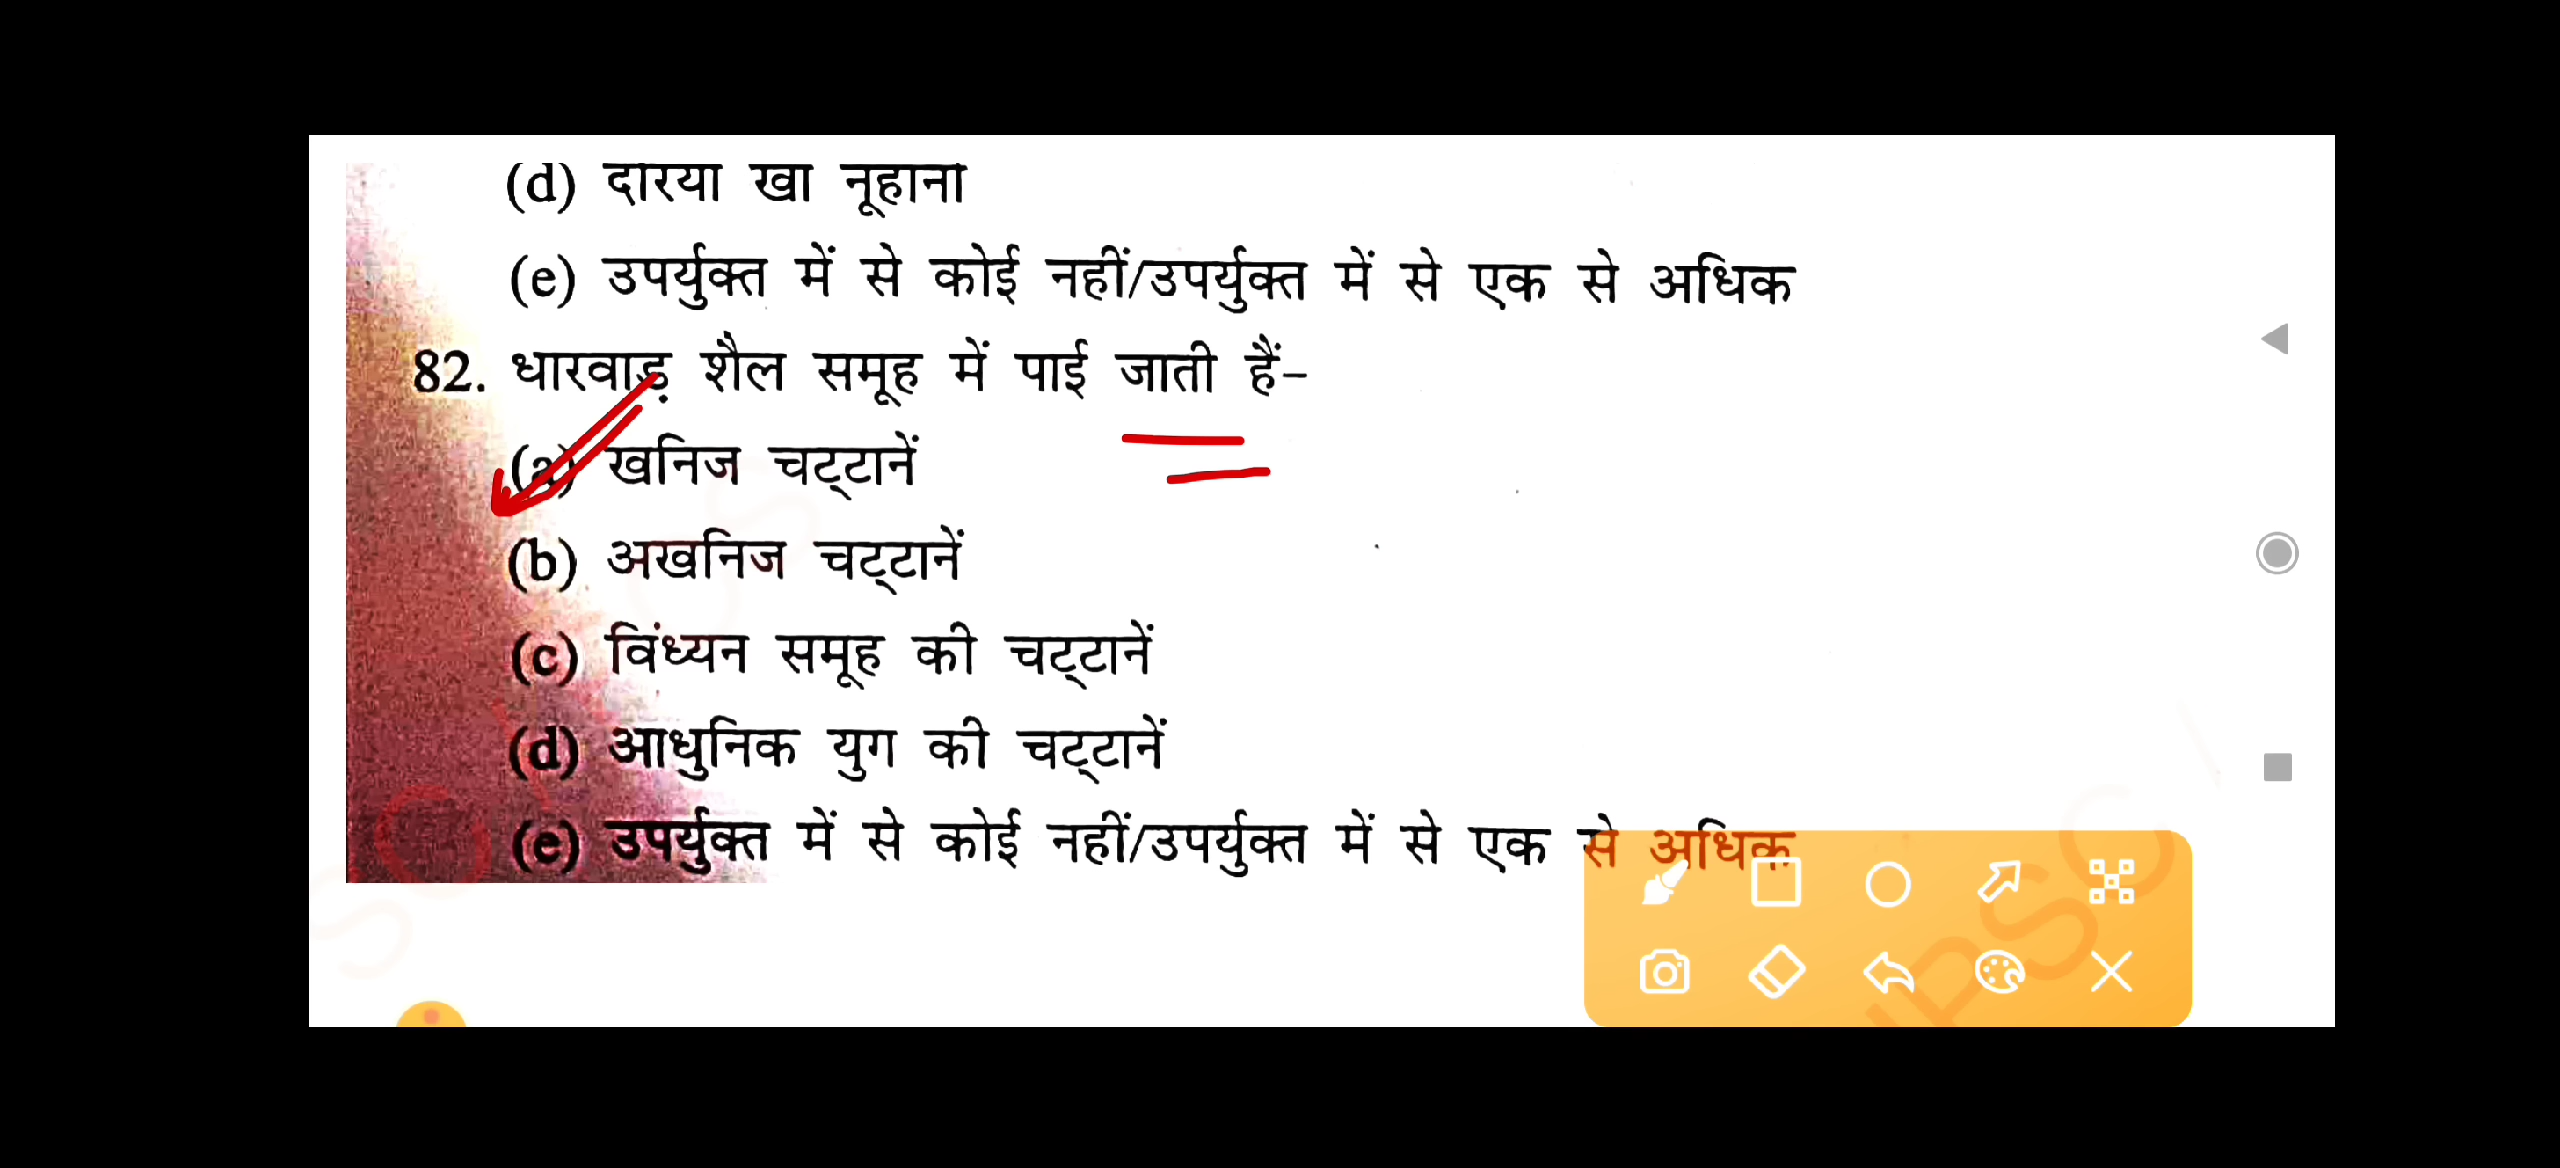 (d) दरिया खां नूहानी
(e) उपर्युक्त में से कोई नहीं/उपर्युक्त में से एक से अधिक
82. धारवाड़ शैल समूह में पाई जाती हैं-
(a) खनिज चट्टानें
(b) अखनिज चट्टानें
(c) विंध्यन समूह की चट्टानें
(d) आधुनिक युग की चट्टानें
(e) उपर्युक्त में से कोई नहीं/उपर्युक्त में से एक से अधिक